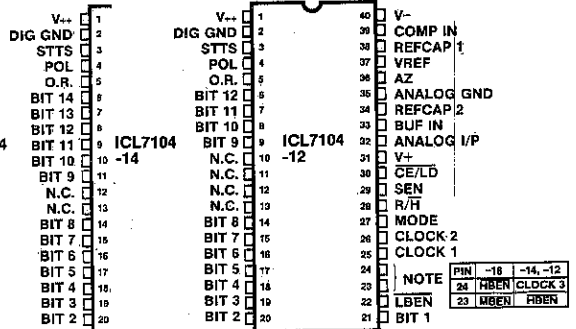 V++ 1
DIG GND 2
STTS 3
POL 4
O.R. 5
BIT 14 6
BIT 13 7
BIT 12 8
4 BIT 11 9
BIT 10 10
BIT 9 11
N.C. 12
N.C. 13
BIT 8 14
BIT 7 15
BIT 6 16
BIT 5 17
BIT 4 18
BIT 3 19
BIT 2 20
ICL7104
-14
V++ 1
DIG GND 2
STTS 3
POL 4
O.R. 5
BIT 12 6
BIT 11 7
BIT 10 8
BIT 9 9
N.C. 10
N.C. 11
N.C. 12
N.C. 13
BIT 8 14
BIT 7 15
BIT 6 16
BIT 5 17
BIT 4 18
BIT 3 19
BIT 2 20
ICL7104
-12
40 V-
39 COMP IN
38 REFCAP 1
37 VREF
36 AZ
35 ANALOG GND
34 REFCAP 2
33 BUF IN
32 ANALOG I/P
31 V+
30 CE/LD
29 SEN
28 R/H
27 MODE
26 CLOCK 2
25 CLOCK 1
24
23
NOTE
22 LBEN
21 BIT 1
PIN -16 -14, -12
24 HBEN CLOCK 3
23 MBEN HBEN